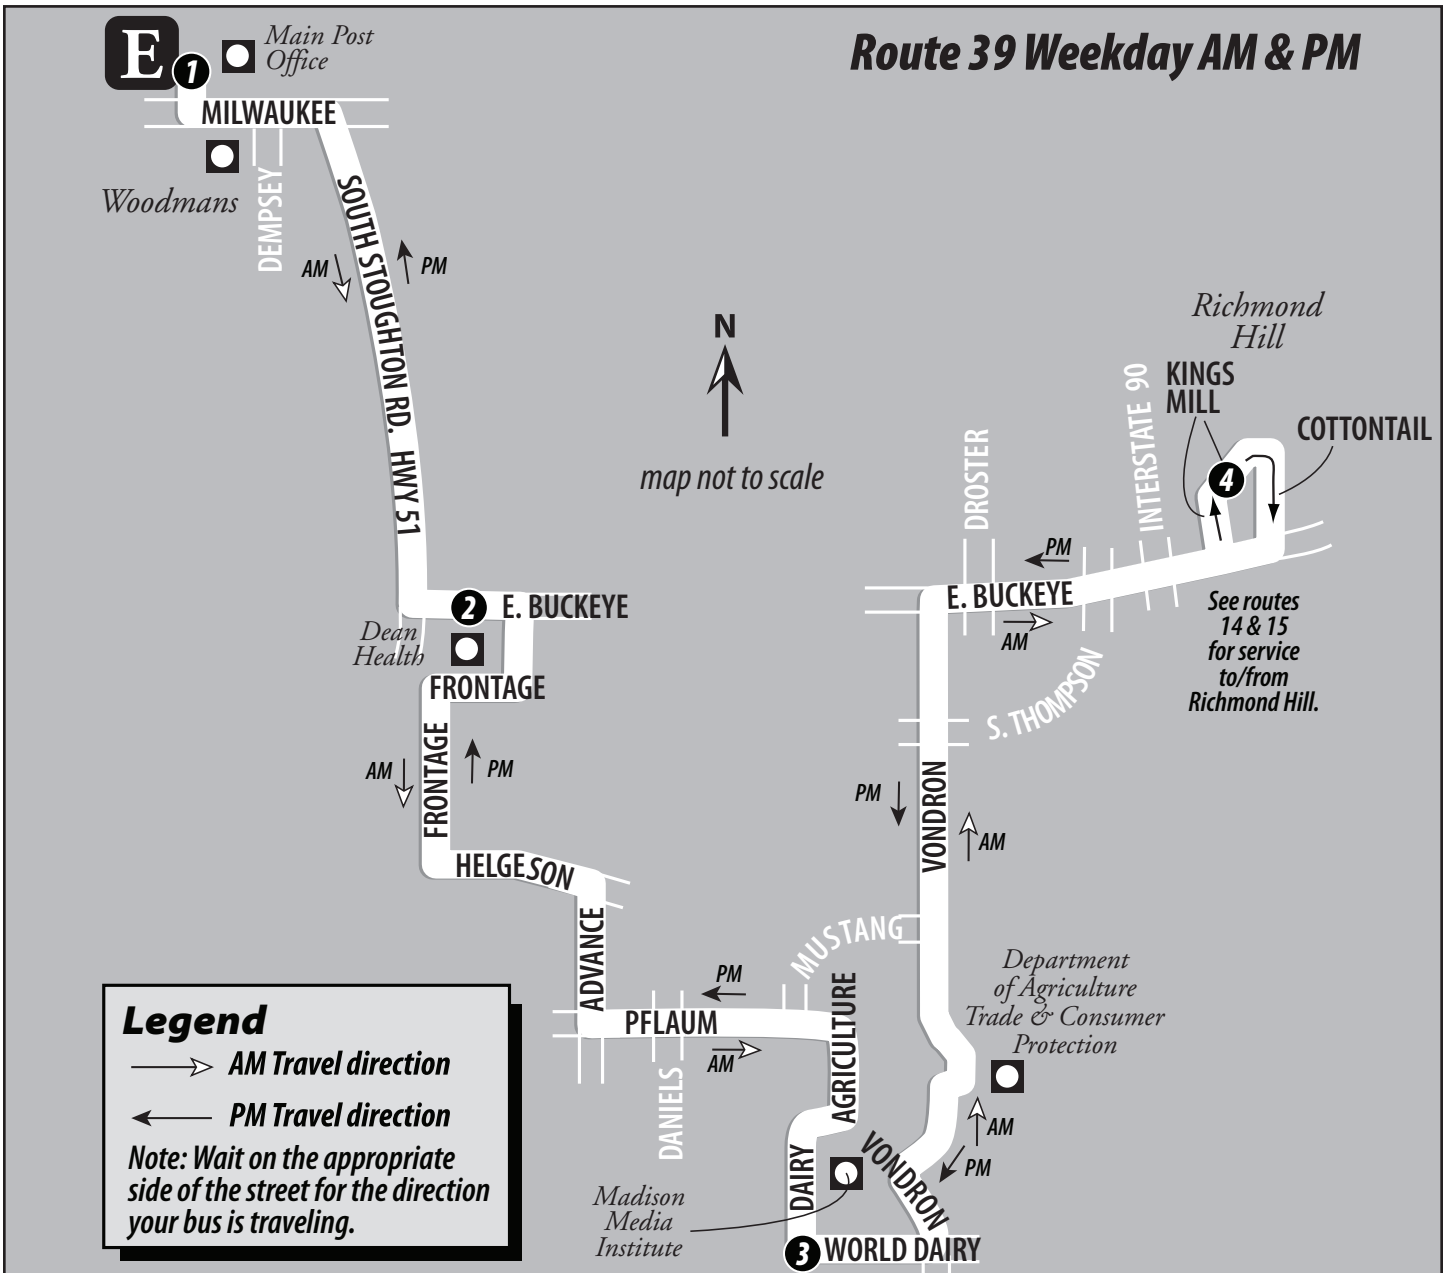 E
1
Main Post
Office
Route 39 Weekday AM & PM
MILWAUKEE
Woodmans
DEMPSEY
SOUTH STOUGHTON RD. HWY 51
AM
PM
N
map not to scale
Richmond
Hill
KINGS
MILL
COTTONTAIL
4
INTERSTATE 90
DROSTER
PM
E. BUCKEYE
AM
See routes
14 & 15
for service
to/from
Richmond Hill.
2
E. BUCKEYE
Dean
Health
FRONTAGE
S. THOMPSON
FRONTAGE
AM
PM
PM
VONDRON
AM
HELGESON
ADVANCE
MUSTANG
PM
PFLAUM
AM
AGRICULTURE
Department
of Agriculture
Trade & Consumer
Protection
DANIELS
AM
PM
VONDRON
DAIRY
Madison
Media
Institute
3
WORLD DAIRY
Legend
AM Travel direction
PM Travel direction
Note: Wait on the appropriate
side of the street for the direction
your bus is traveling.